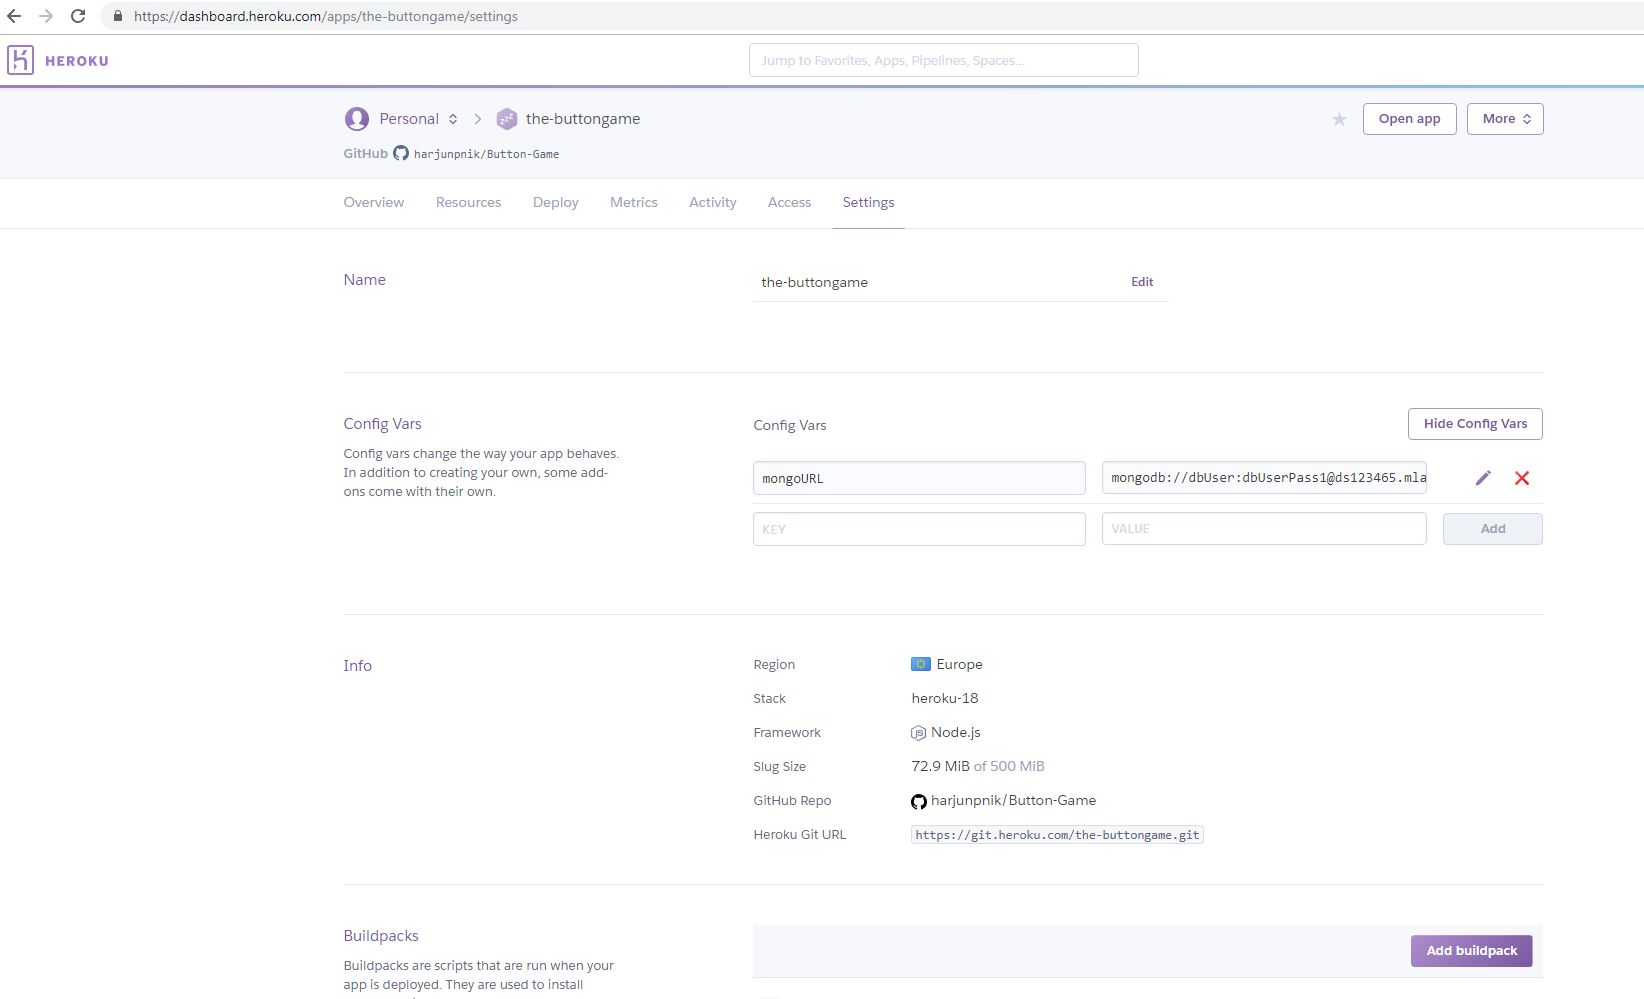 https://dashboard.heroku.com/apps/the-buttongame/settings
HEROKU
Jump to Favorites, Apps, Pipelines, Spaces...
Personal > the-buttongame
Open app
More
GitHub harjunpnik/Button-Game
Overview Resources Deploy Metrics Activity Access Settings
Name
the-buttongame
Edit
Config Vars
Config vars change the way your app behaves.
In addition to creating your own, some add-
ons come with their own.
Config Vars
Hide Config Vars
mongoURL
mongodb://dbUser:dbUserPass1@ds123465.mla
KEY
VALUE
Add
Info
Region Europe
Stack heroku-18
Framework Node.js
Slug Size 72.9 MiB of 500 MiB
GitHub Repo harjunpnik/Button-Game
Heroku Git URL https://git.heroku.com/the-buttongame.git
Buildpacks
Buildpacks are scripts that are run when your
app is deployed. They are used to install
Add buildpack